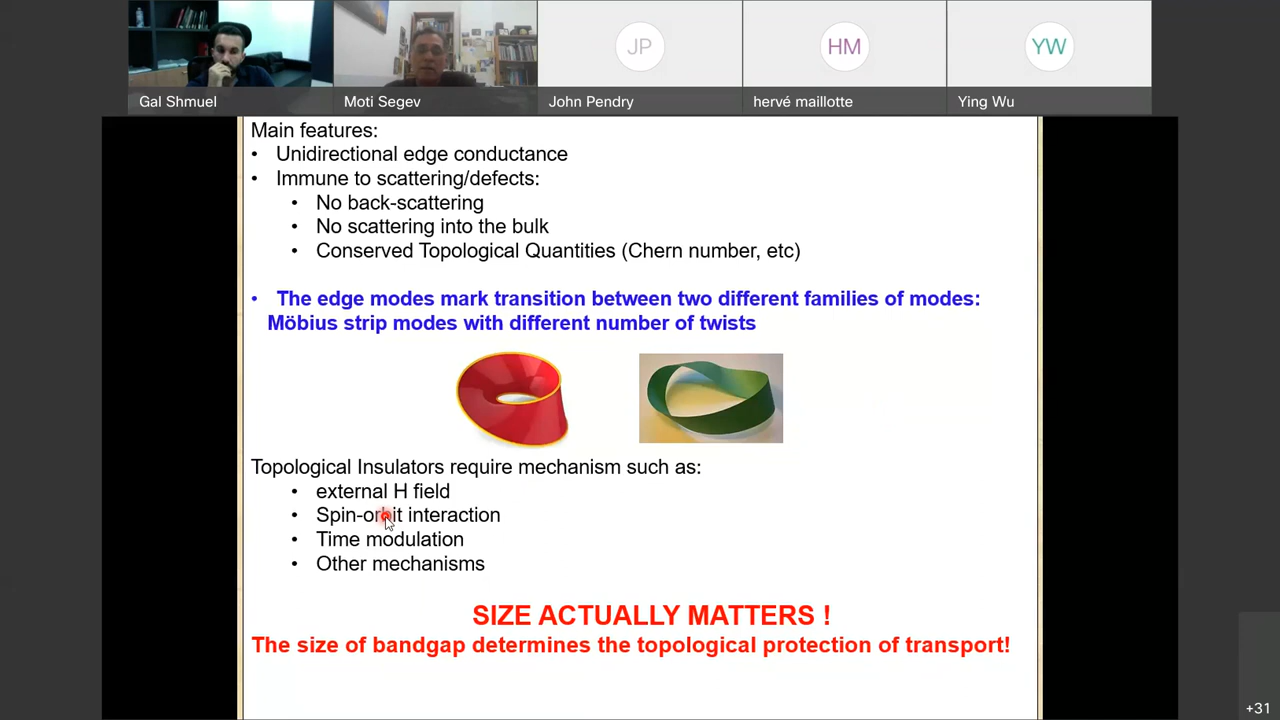 JP
HM
YW
Gal Shmuel
Moti Segev
John Pendry
hervé maillotte
Ying Wu
Main features:
• Unidirectional edge conductance
• Immune to scattering/defects:
• No back-scattering
• No scattering into the bulk
• Conserved Topological Quantities (Chern number, etc)
• The edge modes mark transition between two different families of modes:
Möbius strip modes with different number of twists
Topological Insulators require mechanism such as:
• external H field
• Spin-orbit interaction
• Time modulation
• Other mechanisms
SIZE ACTUALLY MATTERS !
The size of bandgap determines the topological protection of transport!
+31